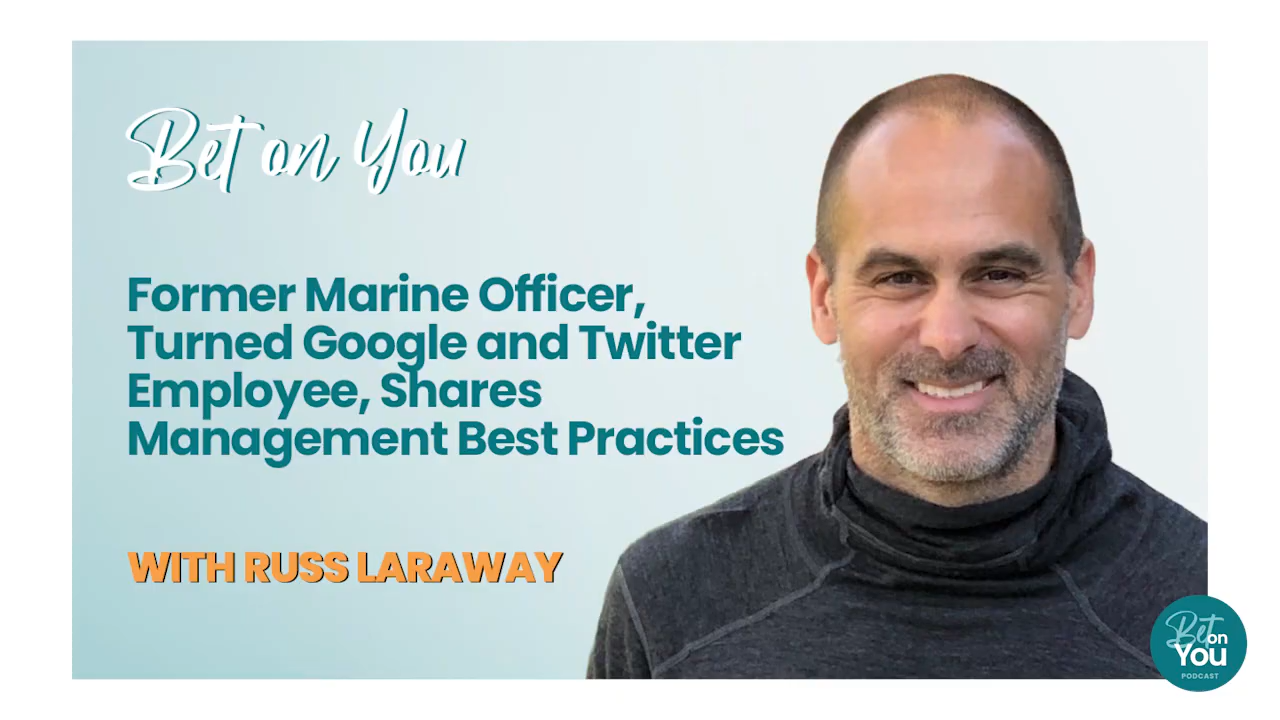 Bet on You
Former Marine Officer,
Turned Google and Twitter
Employee, Shares
Management Best Practices
WITH RUSS LARAWAY
Bet on
You
PODCAST